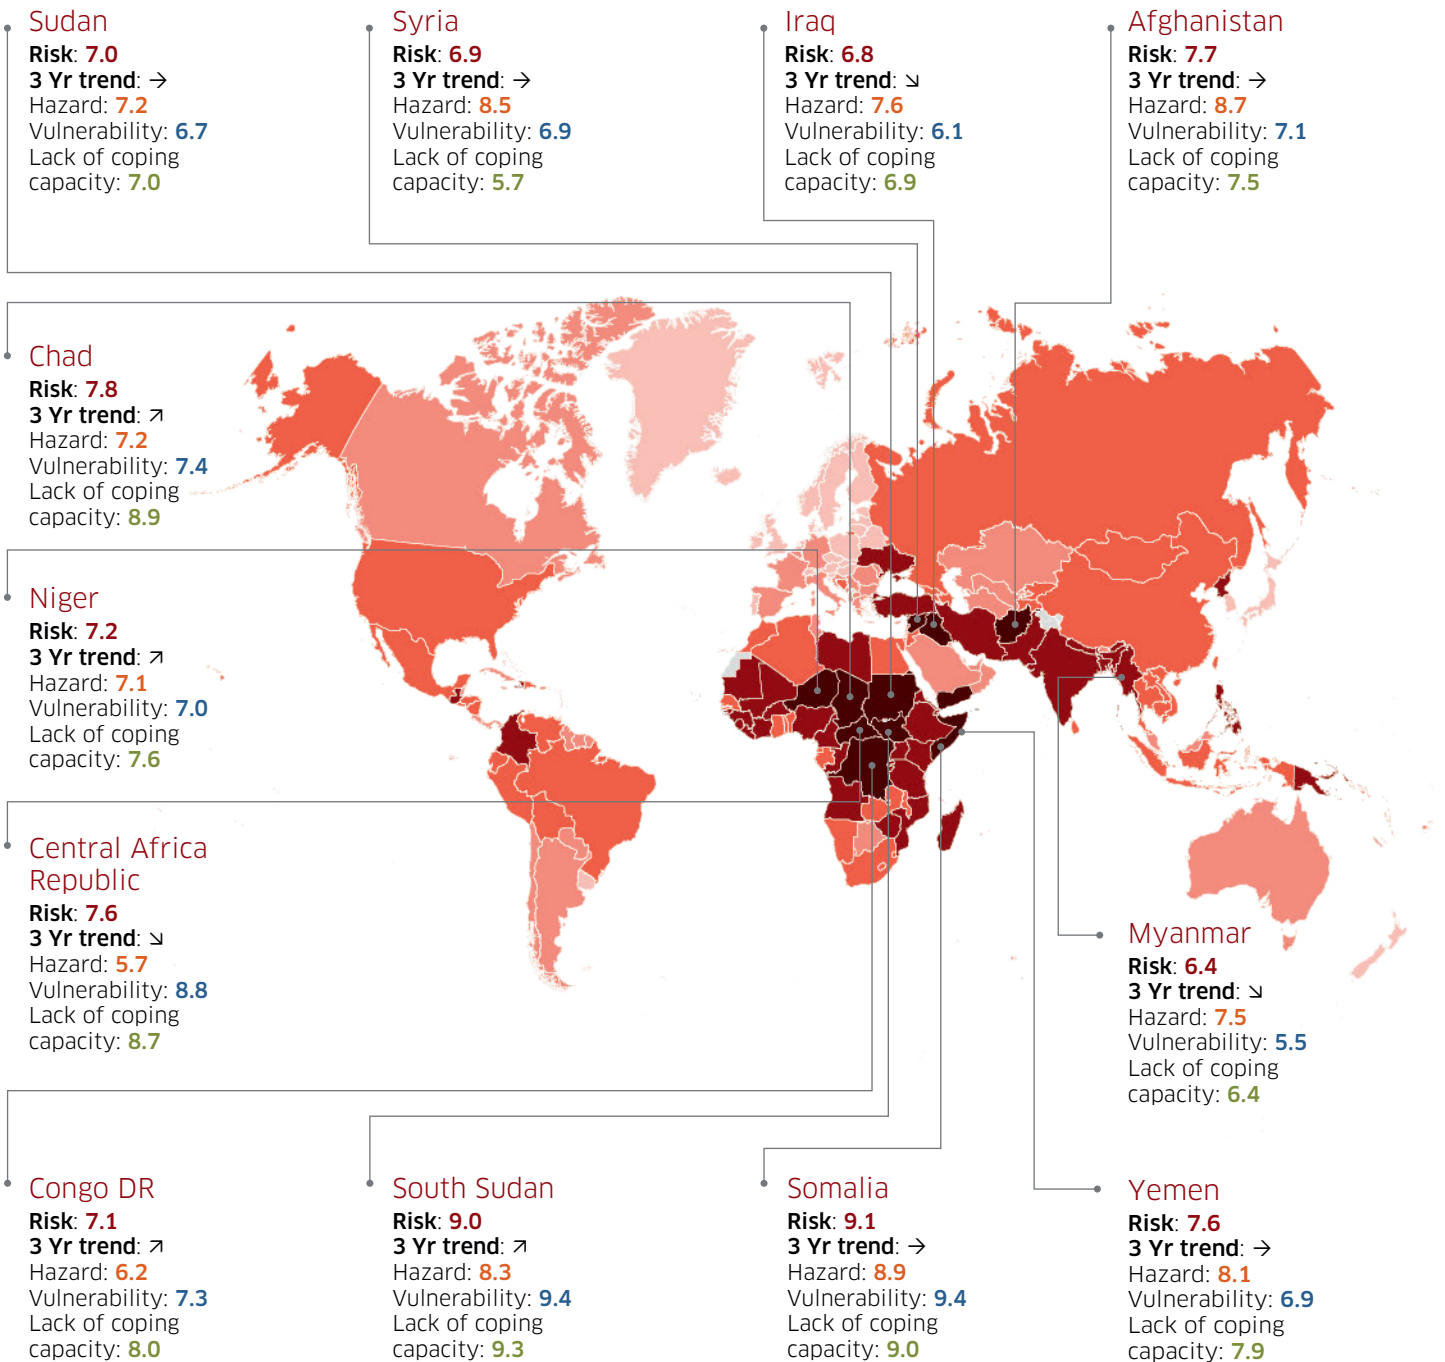 Sudan
Risk: 7.0
3 Yr trend: →
Hazard: 7.2
Vulnerability: 6.7
Lack of coping
capacity: 7.0
Syria
Risk: 6.9
3 Yr trend: →
Hazard: 8.5
Vulnerability: 6.9
Lack of coping
capacity: 5.7
Iraq
Risk: 6.8
3 Yr trend: ↘
Hazard: 7.6
Vulnerability: 6.1
Lack of coping
capacity: 6.9
Afghanistan
Risk: 7.7
3 Yr trend: →
Hazard: 8.7
Vulnerability: 7.1
Lack of coping
capacity: 7.5
Chad
Risk: 7.8
3 Yr trend: ↗
Hazard: 7.2
Vulnerability: 7.4
Lack of coping
capacity: 8.9
Niger
Risk: 7.2
3 Yr trend: ↗
Hazard: 7.1
Vulnerability: 7.0
Lack of coping
capacity: 7.6
Central Africa
Republic
Risk: 7.6
3 Yr trend: ↘
Hazard: 5.7
Vulnerability: 8.8
Lack of coping
capacity: 8.7
Myanmar
Risk: 6.4
3 Yr trend: ↘
Hazard: 7.5
Vulnerability: 5.5
Lack of coping
capacity: 6.4
Congo DR
Risk: 7.1
3 Yr trend: ↗
Hazard: 6.2
Vulnerability: 7.3
Lack of coping
capacity: 8.0
South Sudan
Risk: 9.0
3 Yr trend: ↗
Hazard: 8.3
Vulnerability: 9.4
Lack of coping
capacity: 9.3
Somalia
Risk: 9.1
3 Yr trend: →
Hazard: 8.9
Vulnerability: 9.4
Lack of coping
capacity: 9.0
Yemen
Risk: 7.6
3 Yr trend: →
Hazard: 8.1
Vulnerability: 6.9
Lack of coping
capacity: 7.9